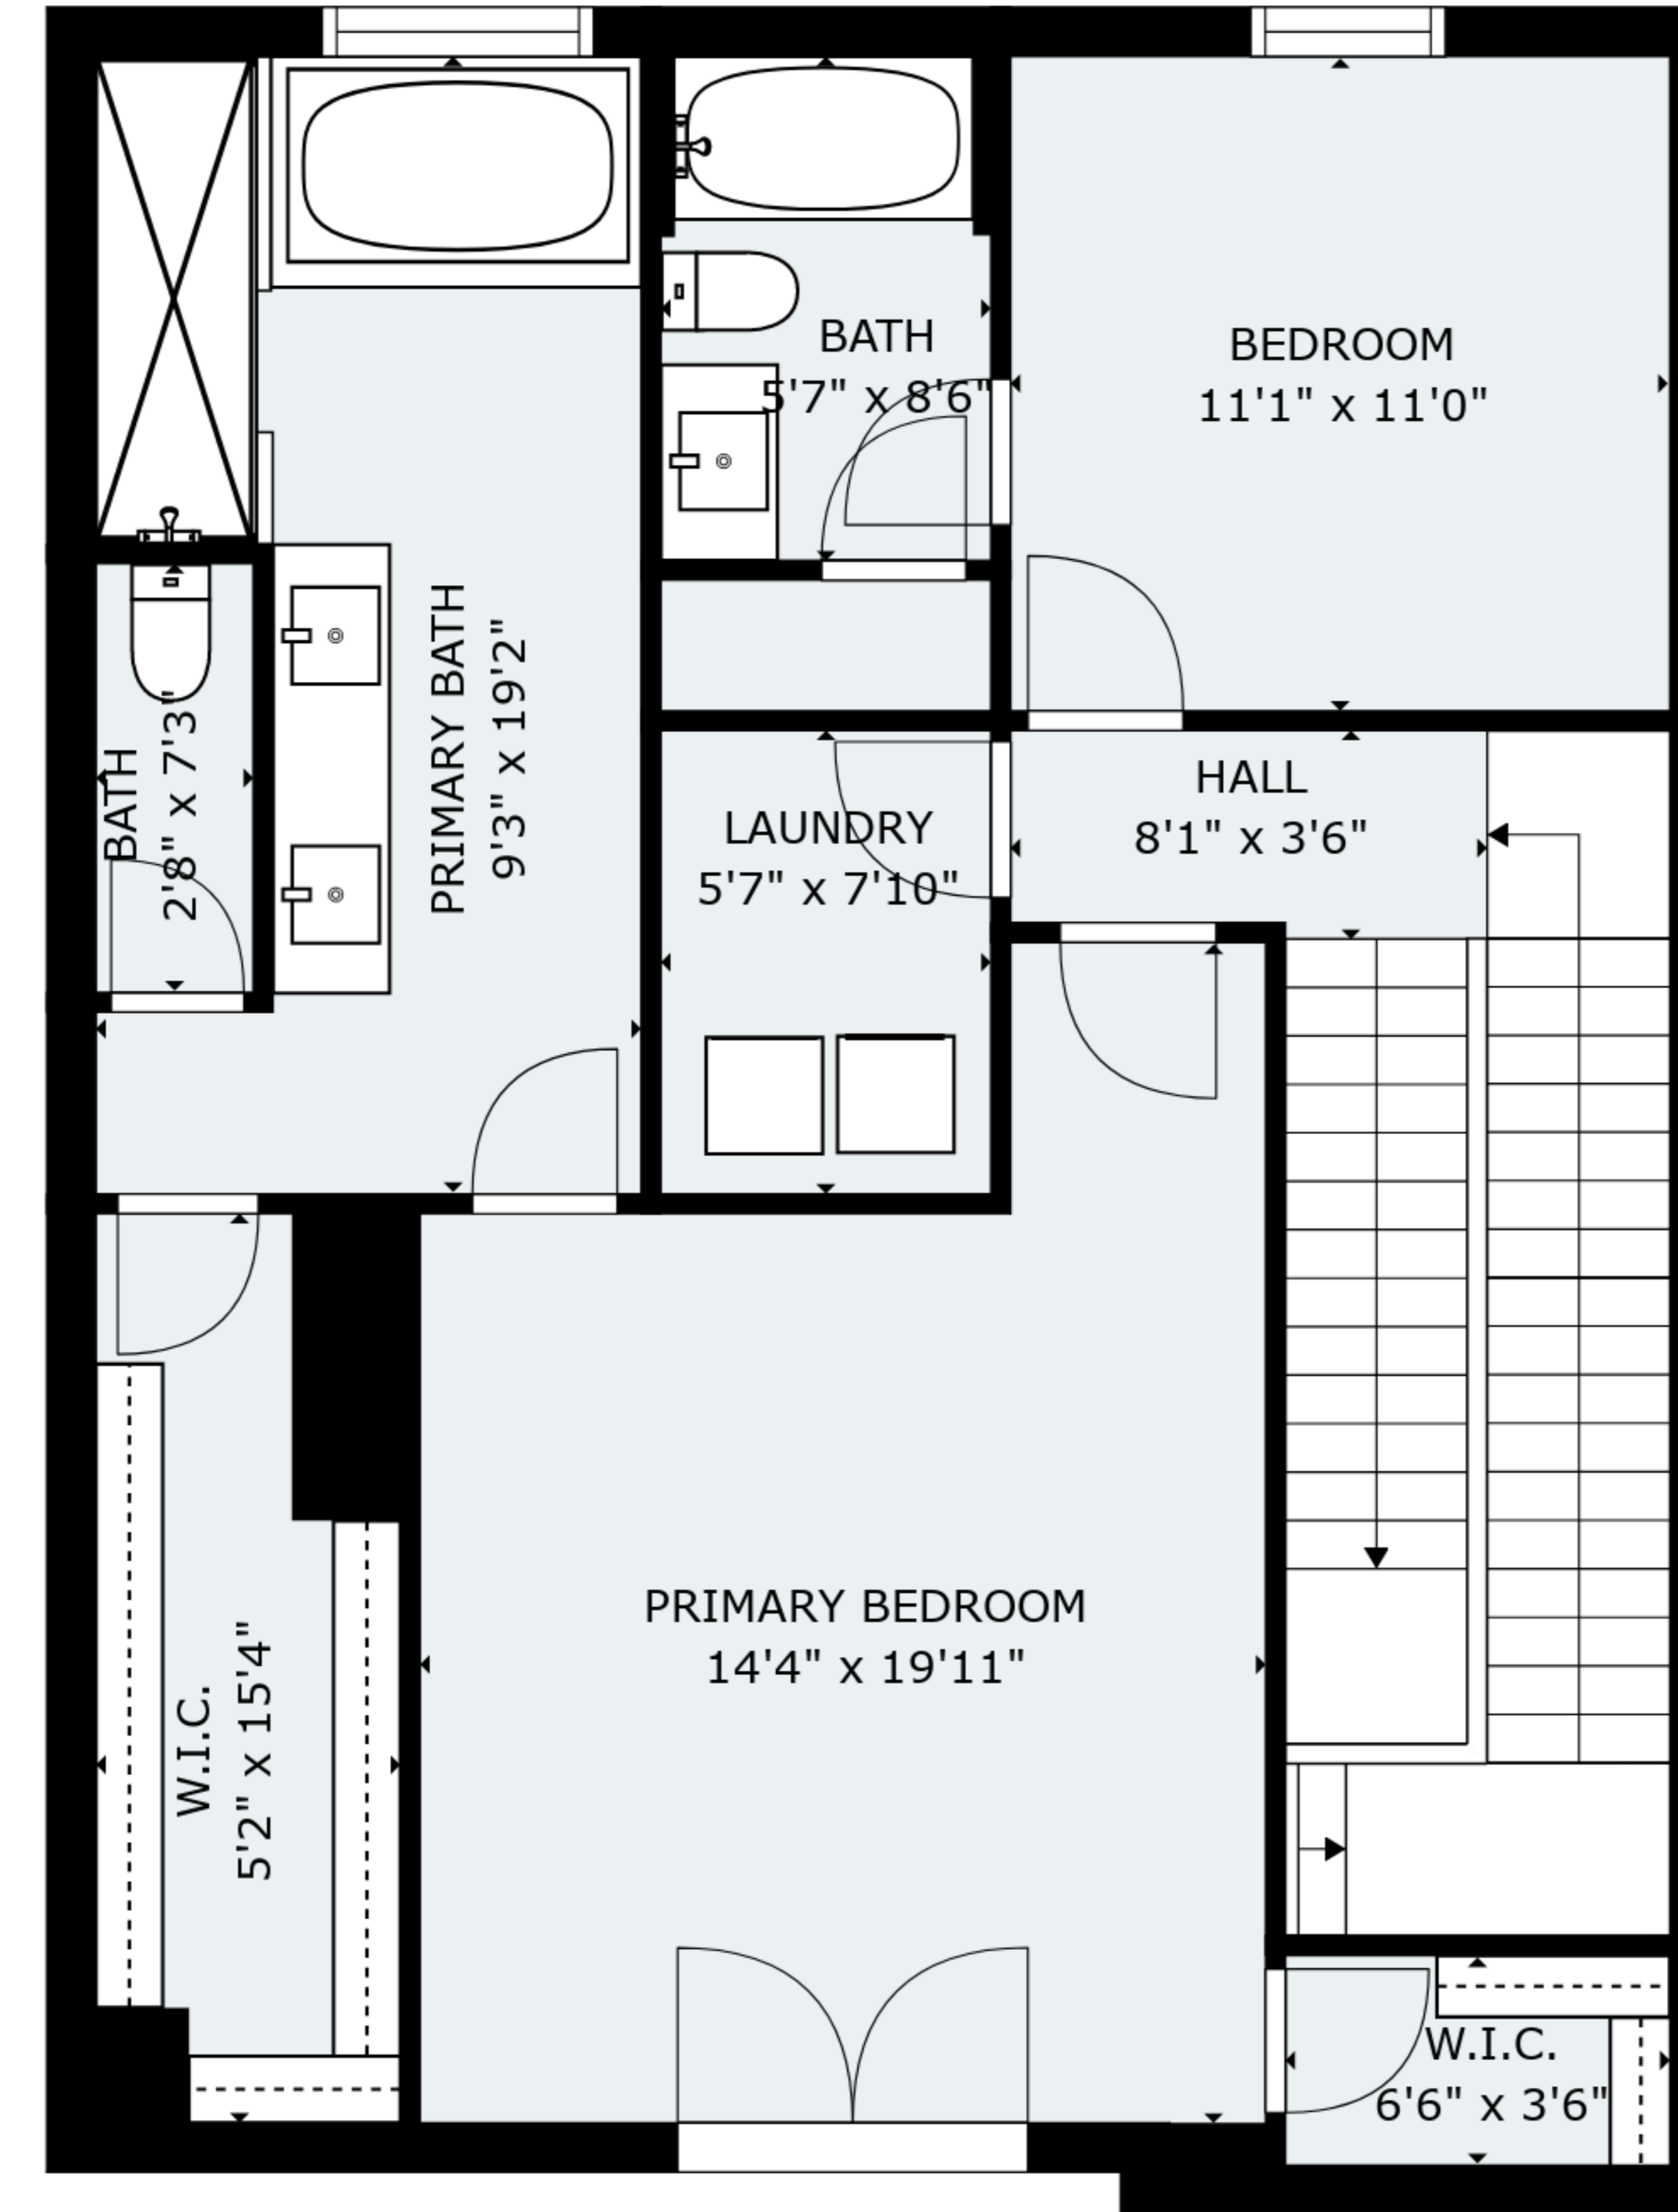 BATH
5'7" x 8'6"
BEDROOM
11'1" x 11'0"
PRIMARY BATH
9'3" x 19'2"
BATH
2'8" x 7'3"
LAUNDRY
5'7" x 7'10"
HALL
8'1" x 3'6"
PRIMARY BEDROOM
14'4" x 19'11"
W.I.C.
5'2" x 15'4"
W.I.C.
6'6" x 3'6"